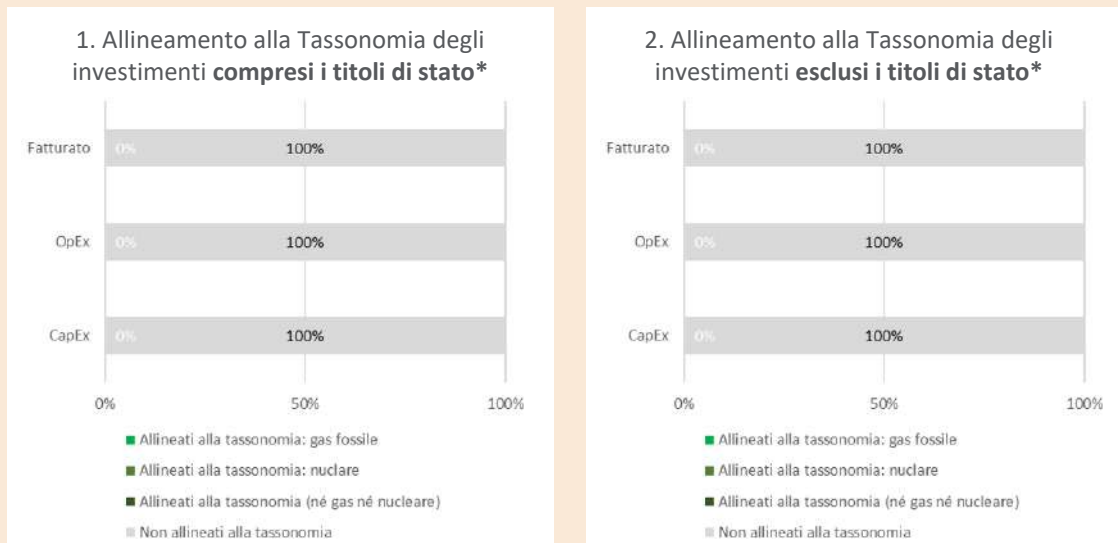 1. Allineamento alla Tassonomia degli
investimenti compresi i titoli di stato*
Fatturato
0%
100%
OpEx
0%
100%
CapEx
0%
100%
0%
50%
100%
Allineati alla tassonomia: gas fossile
Allineati alla tassonomia: nuclare
Allineati alla tassonomia (né gas né nucleare)
Non allineati alla tassonomia
2. Allineamento alla Tassonomia degli
investimenti esclusi i titoli di stato*
Fatturato
0%
100%
OpEx
0%
100%
CapEx
0%
100%
0%
50%
100%
Allineati alla tassonomia: gas fossile
Allineati alla tassonomia: nuclare
Allineati alla tassonomia (né gas né nucleare)
Non allineati alla tassonomia